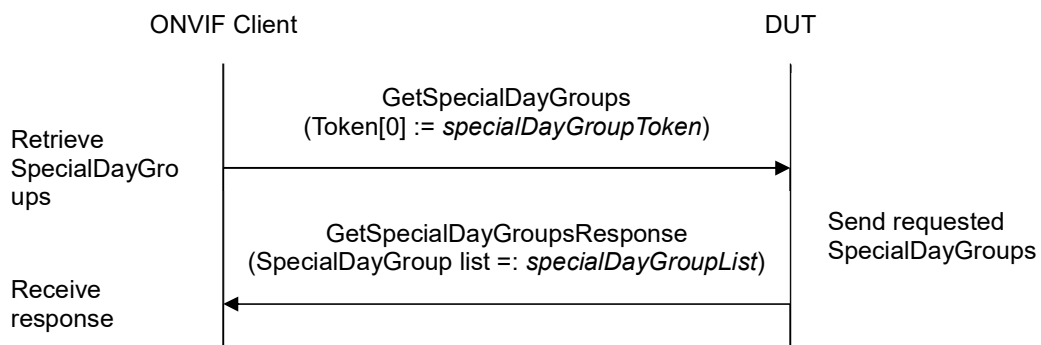 ONVIF Client
DUT
GetSpecialDayGroups
(Token[0] := specialDayGroupToken)
Retrieve
SpecialDayGro
ups
Send requested
SpecialDayGroups
GetSpecialDayGroupsResponse
(SpecialDayGroup list =: specialDayGroupList)
Receive
response